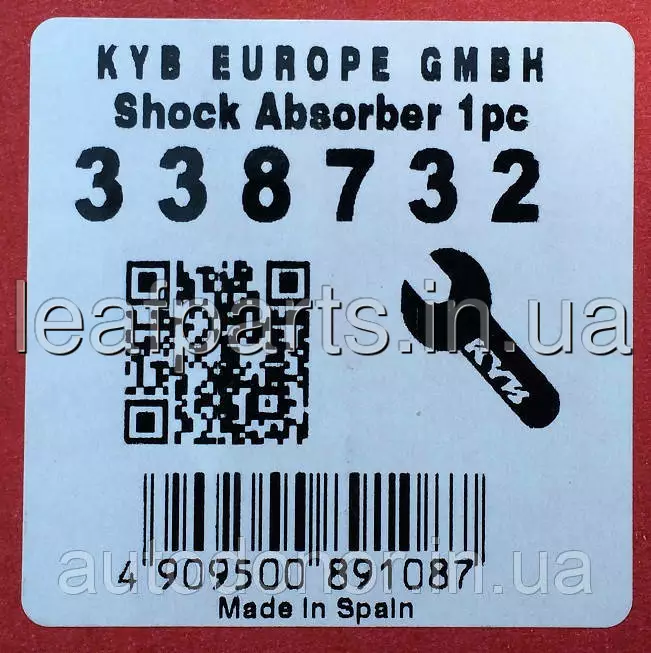 KYB EUROPE GMBH
Shock Absorber 1pc
338732
leafparts.in.ua
KYB
4 909500 891087
autodonor.in.ua
Made In Spain